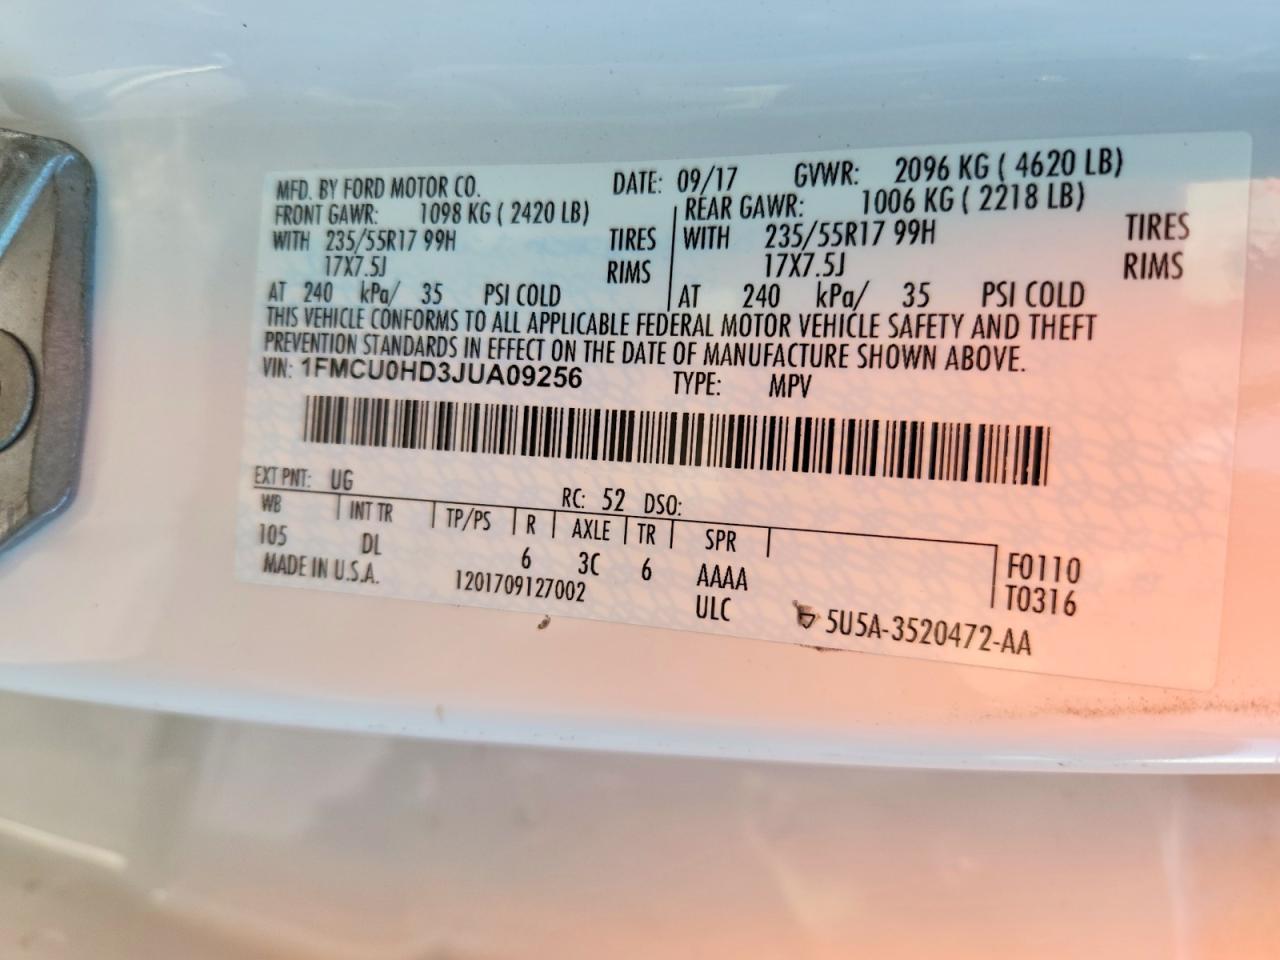 MFD. BY FORD MOTOR CO. DATE: 09/17 GVWR: 2096 KG ( 4620 LB)
FRONT GAWR: 1098 KG ( 2420 LB) REAR GAWR: 1006 KG ( 2218 LB)
WITH 235/55R17 99H TIRES WITH 235/55R17 99H TIRES
17X7.5J RIMS 17X7.5J RIMS
AT 240 kPa/ 35 PSI COLD AT 240 kPa/ 35 PSI COLD
THIS VEHICLE CONFORMS TO ALL APPLICABLE FEDERAL MOTOR VEHICLE SAFETY AND THEFT
PREVENTION STANDARDS IN EFFECT ON THE DATE OF MANUFACTURE SHOWN ABOVE.
VIN: 1FMCU0HD3JUA09256 TYPE: MPV
EXT PNT: UG RC: 52 DSO:
WB INT TR TP/PS R AXLE TR SPR
105 DL 6 3C 6 AAAA F0110
MADE IN U.S.A. 1201709127002 ULC T0316
5U5A-3520472-AA